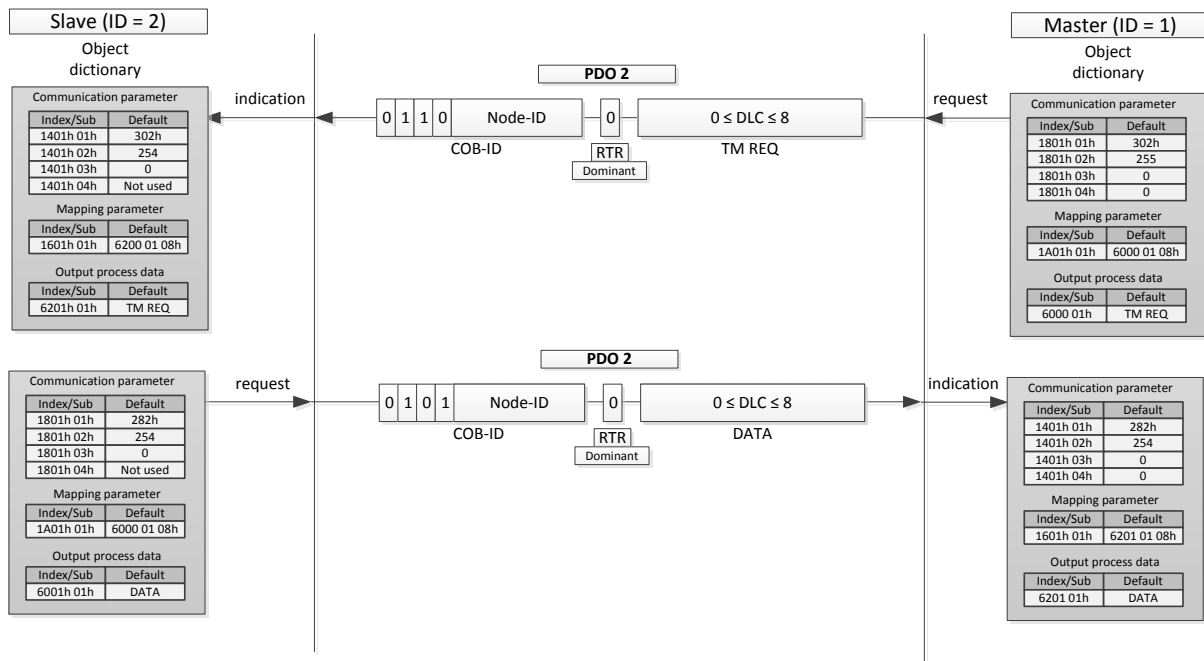 Slave (ID = 2)
Object
dictionary
Communication parameter
Index/Sub Default
1401h 01h 302h
1401h 02h 254
1401h 03h 0
1401h 04h Not used
Mapping parameter
Index/Sub Default
1601h 01h 6200 01 08h
Output process data
Index/Sub Default
6201h 01h TM REQ
indication
PDO 2
0 1 1 0 Node-ID 0 0 ≤ DLC ≤ 8
COB-ID RTR TM REQ
Dominant
request
Master (ID = 1)
Object
dictionary
Communication parameter
Index/Sub Default
1801h 01h 302h
1801h 02h 255
1801h 03h 0
1801h 04h 0
Mapping parameter
Index/Sub Default
1A01h 01h 6000 01 08h
Output process data
Index/Sub Default
6000 01h TM REQ
Communication parameter
Index/Sub Default
1801h 01h 282h
1801h 02h 254
1801h 03h 0
1801h 04h Not used
Mapping parameter
Index/Sub Default
1A01h 01h 6000 01 08h
Output process data
Index/Sub Default
6001h 01h DATA
request
PDO 2
0 1 0 1 Node-ID 0 0 ≤ DLC ≤ 8
COB-ID RTR DATA
Dominant
indication
Communication parameter
Index/Sub Default
1401h 01h 282h
1401h 02h 254
1401h 03h 0
1401h 04h 0
Mapping parameter
Index/Sub Default
1601h 01h 6201 01 08h
Output process data
Index/Sub Default
6201 01h DATA